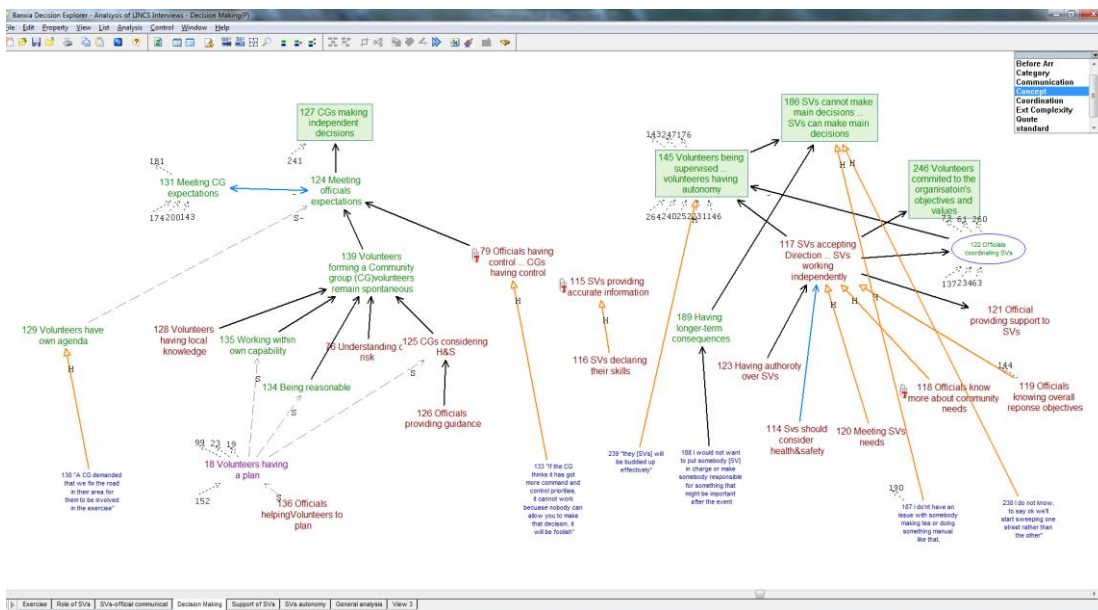 Banxia Decision Explorer - Analoysis of LINCS Interviews - Decision Making(P)
File Edit Property View List Analysis Control Window Help
Before Arr
Category
Communication
Concept
Coordination
Ext Complexity
Quote
standard
127 CGs making
independent
decisions
241
181
131 Meeting CG
expectations
174200143
124 Meeting
officials
expectations
-
S-
139 Volunteers
forming a Community
group (CG)volunteers
remain spontaneous
79 Officials having
control ... CGs
having control
129 Volunteers have
own agenda
H
128 Volunteers
having local
knowledge
135 Working within
own capability
76 Understanding
risk
125 CGs considering
H&S
134 Being reasonable
S
S
S
126 Officials
providing guidance
99 23 19
18 Volunteers having
a plan
192
S
136 Officials
helpingVolunteers to
plan
130 "A CG demanded
that we fix the road
in their area for
them to be involved
in the exercise"
H
133 "if the CG
thinks it has got
more command and
control priorities,
it cannot work
becuase nobody can
allow you to make
that decision, it
will be foolish"
115 SVs providing
accurate information
H
116 SVs declaring
their skills
186 SVs cannot make
main decisions ...
SVs can make main
decisions
H
H
1432471 76
145 Volunteers being
supervised ...
volunteeres having
autonomy
H
246 Volunteers
commited to the
organisatoin's
objectives and
values
73 61 260
122 Officials
coordinating SVs
137 23463
-
117 SVs accepting
Direction ... SVs
working
independently
H
H
H
H
121 Official
providing support to
SVs
189 Having
longer-term
consequences
123 Having authoroty
over SVs
144
118 Officials know
more about community
needs
119 Officials
knowing overall
reponse objectives
114 Svs should
consider
health&safety
120 Meeting SVs
needs
239 "they [SVs] will
be buddied up
effectively"
188 I would not want
to put somebody [SV]
in charge or make
somebody responsible
for something that
might be important
after the event
190
187 I do'nt have an
issue with somebody
making tea or doing
something manual
like that,
238 I do not know,
to say ok we'll
start sweeping one
street rather than
the other"
Exercise Role of SVs SVs-official communicat Decision Making Support of SVs SVs autonomy General analysis View 3